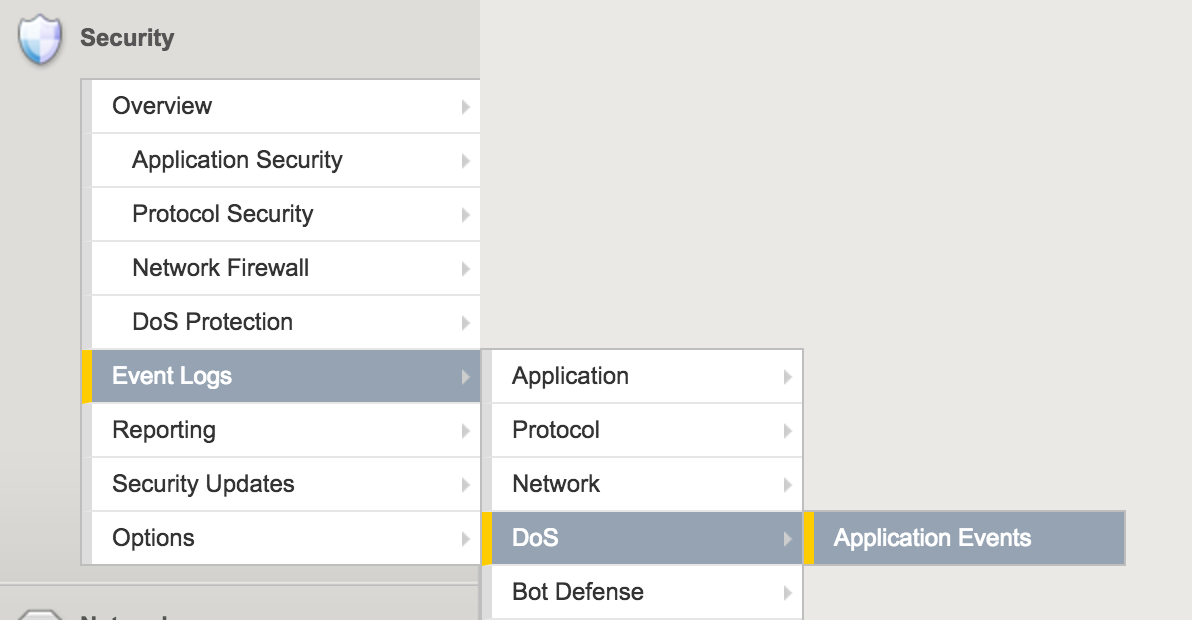 Security
Overview
Application Security
Protocol Security
Network Firewall
DoS Protection
Event Logs
Application
Reporting
Protocol
Security Updates
Network
Options
DoS
Application Events
Bot Defense